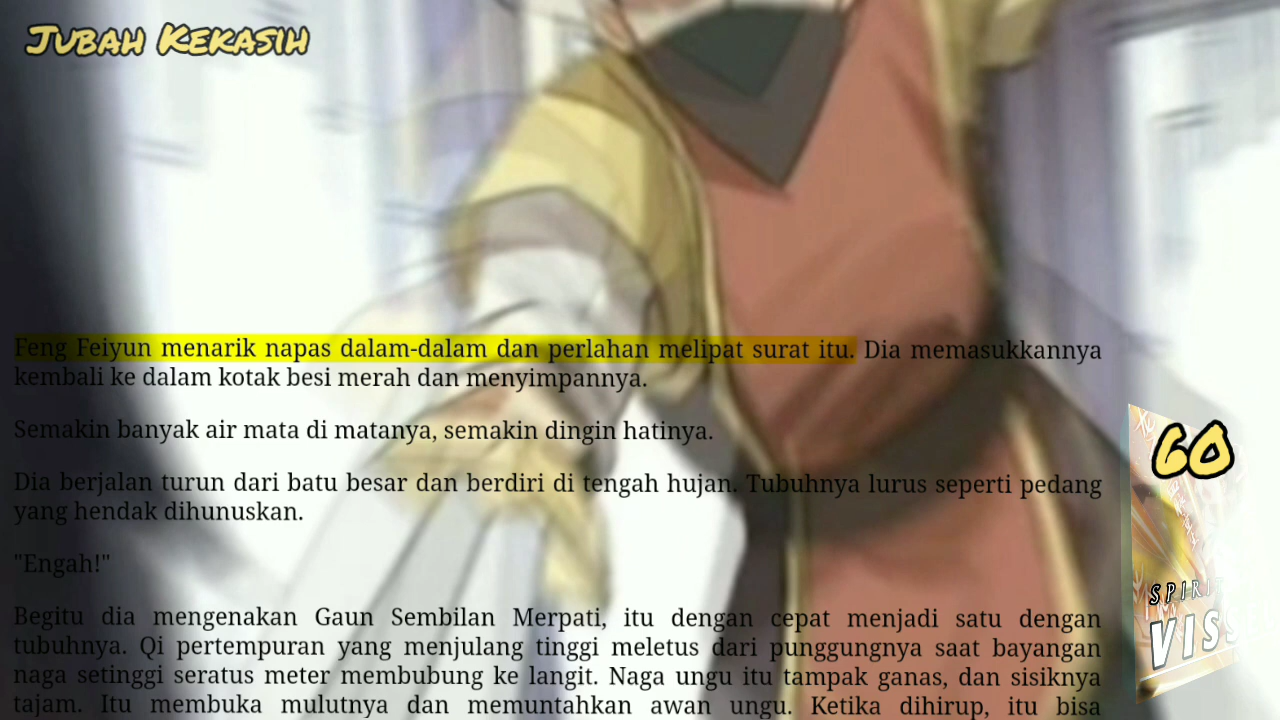 Jubah Kekasih
Feng Feiyun menarik napas dalam-dalam dan perlahan melipat surat itu. Dia memasukkannya
kembali ke dalam kotak besi merah dan menyimpannya.
Semakin banyak air mata di matanya, semakin dingin hatinya.
Dia berjalan turun dari batu besar dan berdiri di tengah hujan. Tubuhnya lurus seperti pedang
yang hendak dihunuskan.
"Engah!"
Begitu dia mengenakan Gaun Sembilan Merpati, itu dengan cepat menjadi satu dengan
tubuhnya. Qi pertempuran yang menjulang tinggi meletus dari punggungnya saat bayangan
naga setinggi seratus meter membubung ke langit. Naga ungu itu tampak ganas, dan sisiknya
tajam. Itu membuka mulutnya dan memuntahkan awan ungu. Ketika dihirup, itu bisa
60